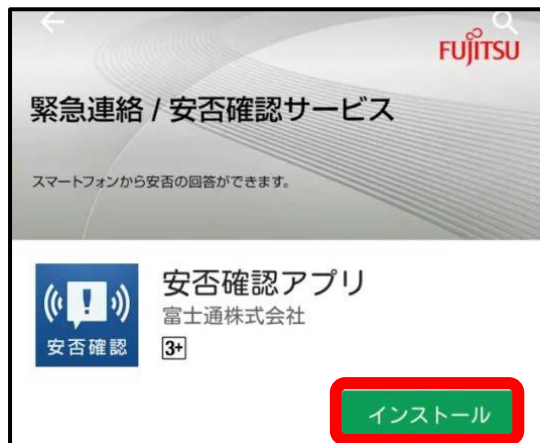 FUJITSU
緊急連絡 / 安否確認サービス
スマートフォンから安否の回答ができます。
安否確認アプリ
富士通株式会社
安否確認
3+
インストール